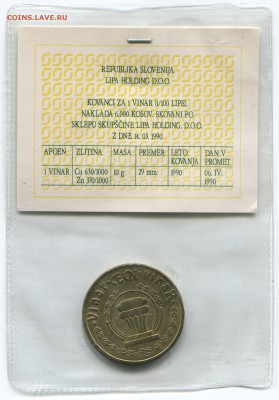 COINS.LAVE.RU
REPUBLIKA SLOVENIJA
LIPA HOLDING D.O.O.
KOVANCI ZA 1 VINAR (1/100 LIPE).
NAKLADA 6.000 KOSOV. SKOVANI PO
SKLEPU SKUPŠČINE LIPA HOLDING, D.O.O.
Z DNE 14. 03. 1990
APOEN ZLITINA MASA PREMER LETO KOVANJA DAN V PROMET
1 VINAR Cu 630/1000 Zn 370/1000 10 g 29 mm 1990 06. IV. 1990
VINAR